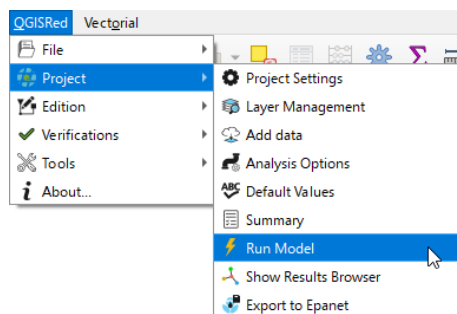 QGISRed Vectorial
File
Project
Edition
Verifications
Tools
About...
Project Settings
Layer Management
Add data
Analysis Options
ABC Default Values
Summary
Run Model
Show Results Browser
Export to Epanet